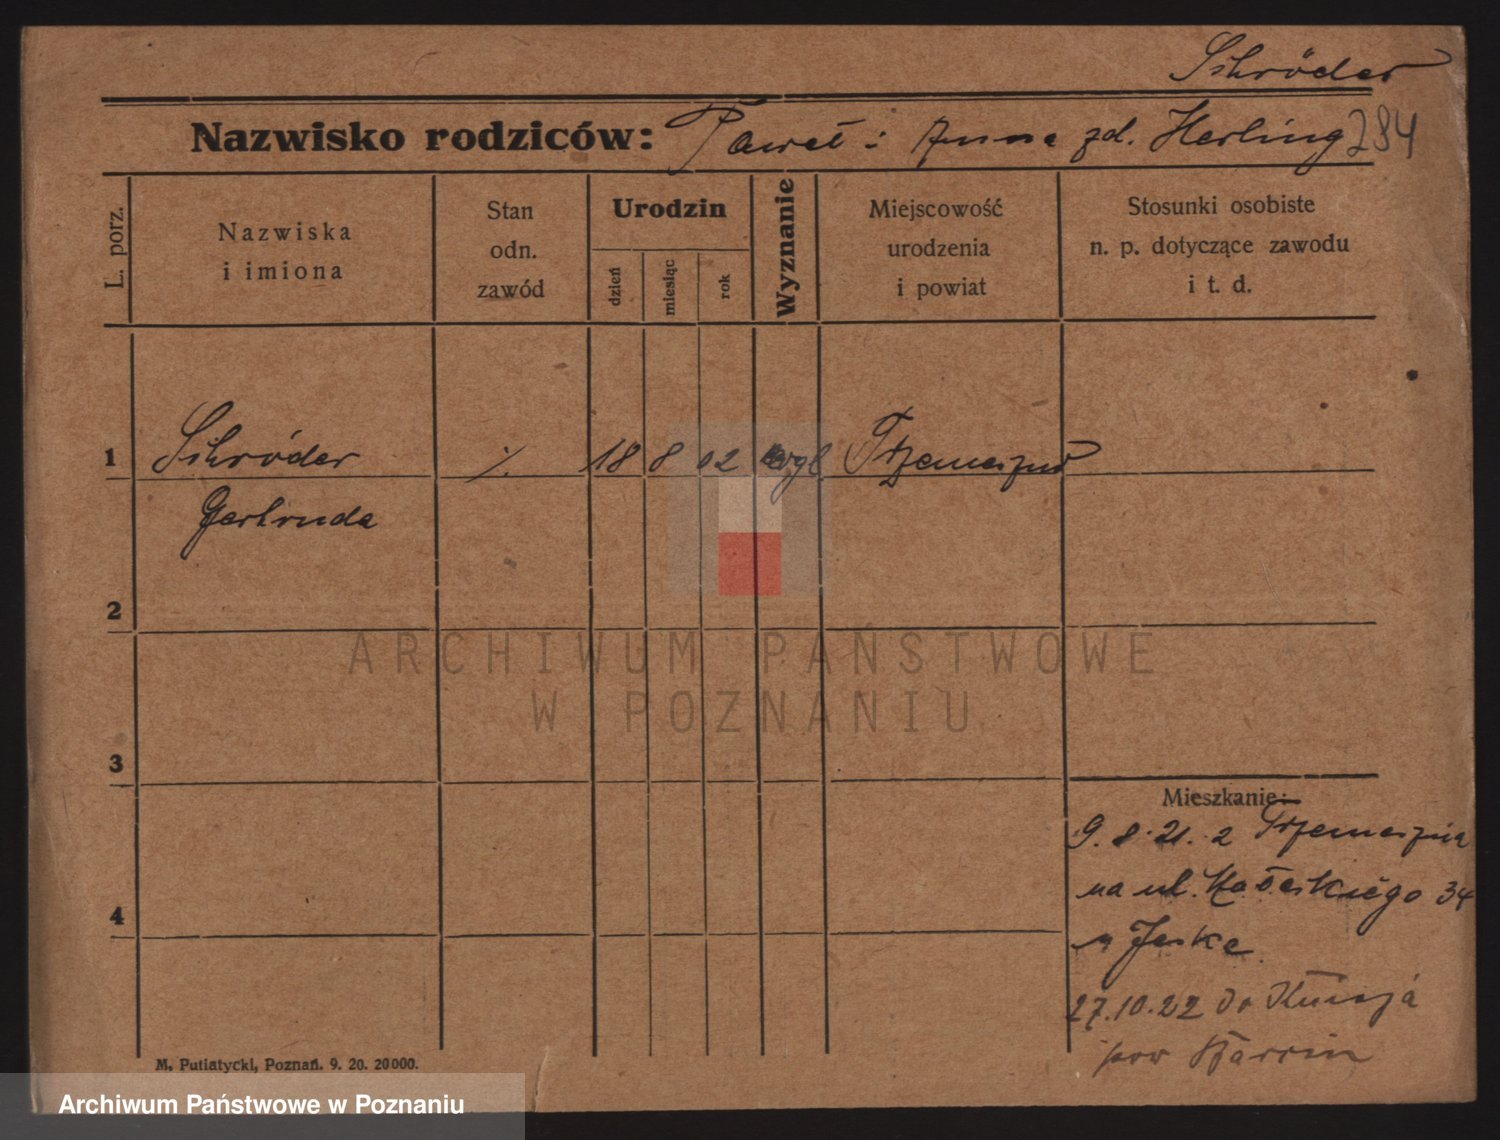 Schröder
Nazwisko rodziców: Paweł i Anna zd. Herling 284
L. porz.
Nazwiska
i imiona
Stan
odn.
zawód
Urodzin
dzień
miesiąc
rok
Wyznanie
Miejscowość
urodzenia
i powiat
Stosunki osobiste
n. p. dotyczące zawodu
i t. d.
1 Schröder ./. 18 8 02 ewgl Trzemeszno
Gertruda
2
ARCHIWUM PAŃSTWOWE
W POZNANIU
3
Mieszkanie:
9.8.21. z Trzemeszna
na ul. 34
u Jeske
4
27.10.22 do
pow
M. Putiatycki, Poznań. 9. 20. 20000.
Archiwum Państwowe w Poznaniu